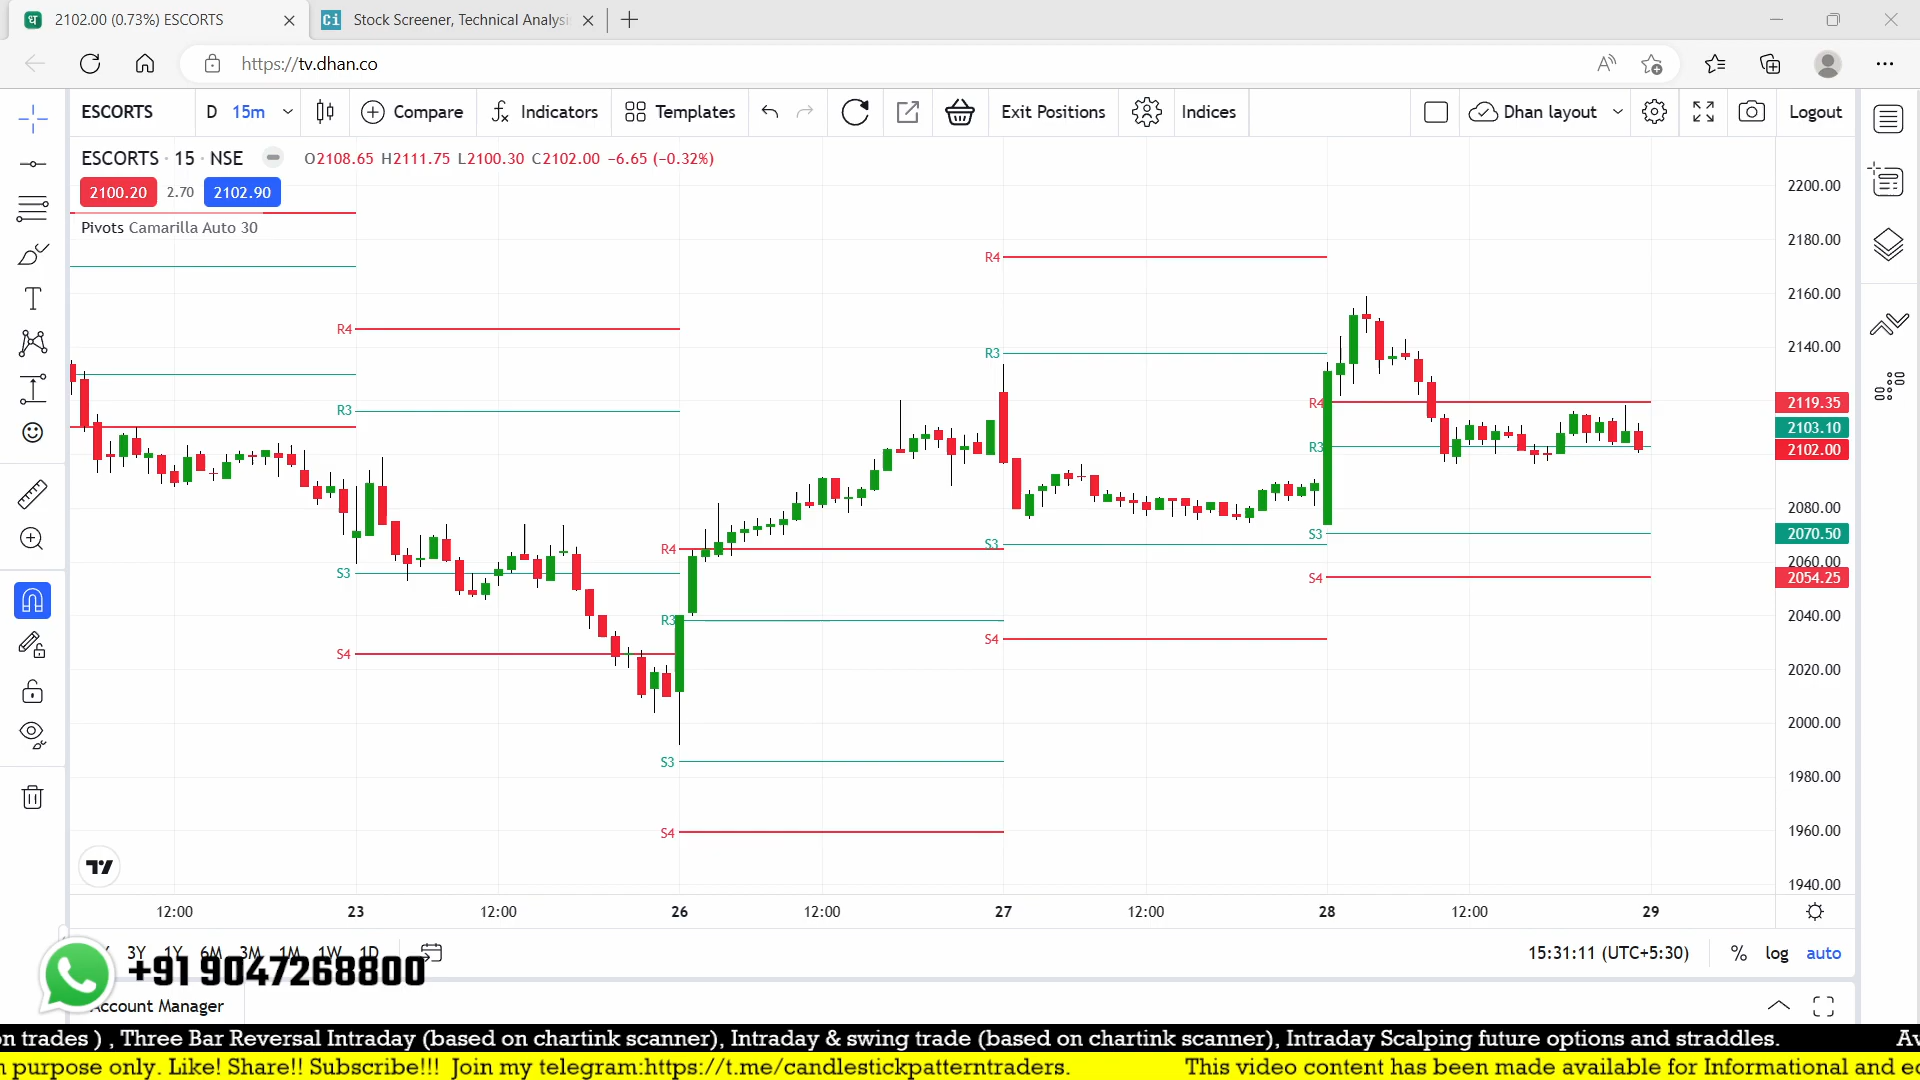 2102.00 (0.73%) ESCORTS
Stock Screener, Technical Analysi
https://tv.dhan.co
ESCORTS D 15m Compare Indicators Templates Exit Positions Indices Dhan layout Logout
ESCORTS · 15 · NSE O2108.65 H2111.75 L2100.30 C2102.00 −6.65 (−0.32%)
2100.20 2.70 2102.90
Pivots Camarilla Auto 30
R4
R3
S3
S4
R4
R3
S3
S4
R4
R3
S3
S4
R4
R3
S3
S4
2200.00
2180.00
2160.00
2140.00
2119.35
2103.10
2102.00
2080.00
2070.50
2060.00
2054.25
2040.00
2020.00
2000.00
1980.00
1960.00
1940.00
12:00 23 12:00 26 12:00 27 12:00 28 12:00 29
3Y 1Y 6M 3M 1M 1W 1D 15:31:11 (UTC+5:30) % log auto
+91 9047268800
Account Manager
n trades ) , Three Bar Reversal Intraday (based on chartink scanner), Intraday & swing trade (based on chartink scanner), Intraday Scalping future options and straddles. Av
n purpose only. Like! Share!! Subscribe!!! Join my telegram:https://t.me/candlestickpatterntraders. This video content has been made available for Informational and e